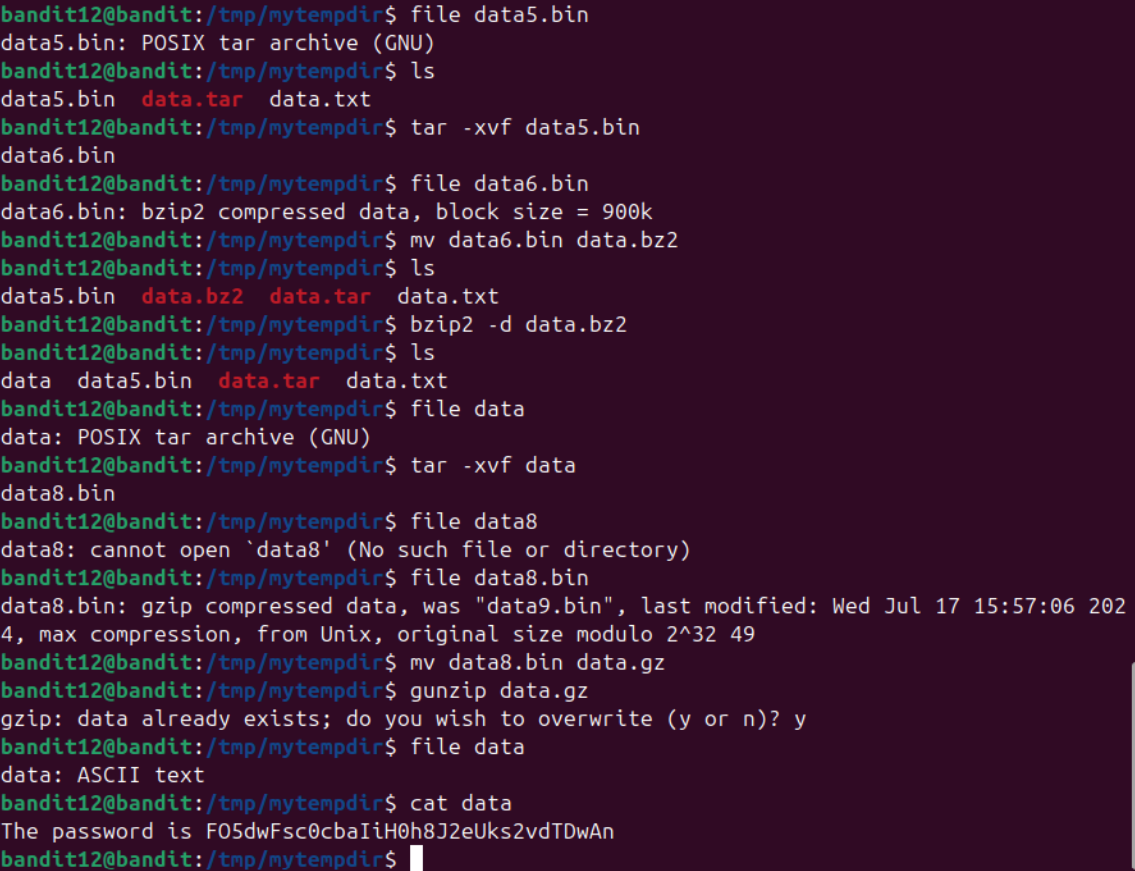 bandit12@bandit:/tmp/mytempdir$ file data5.bin
data5.bin: POSIX tar archive (GNU)
bandit12@bandit:/tmp/mytempdir$ ls
data5.bin  data.tar  data.txt
bandit12@bandit:/tmp/mytempdir$ tar -xvf data5.bin
data6.bin
bandit12@bandit:/tmp/mytempdir$ file data6.bin
data6.bin: bzip2 compressed data, block size = 900k
bandit12@bandit:/tmp/mytempdir$ mv data6.bin data.bz2
bandit12@bandit:/tmp/mytempdir$ ls
data5.bin  data.bz2  data.tar  data.txt
bandit12@bandit:/tmp/mytempdir$ bzip2 -d data.bz2
bandit12@bandit:/tmp/mytempdir$ ls
data  data5.bin  data.tar  data.txt
bandit12@bandit:/tmp/mytempdir$ file data
data: POSIX tar archive (GNU)
bandit12@bandit:/tmp/mytempdir$ tar -xvf data
data8.bin
bandit12@bandit:/tmp/mytempdir$ file data8
data8: cannot open `data8' (No such file or directory)
bandit12@bandit:/tmp/mytempdir$ file data8.bin
data8.bin: gzip compressed data, was "data9.bin", last modified: Wed Jul 17 15:57:06 202
4, max compression, from Unix, original size modulo 2^32 49
bandit12@bandit:/tmp/mytempdir$ mv data8.bin data.gz
bandit12@bandit:/tmp/mytempdir$ gunzip data.gz
gzip: data already exists; do you wish to overwrite (y or n)? y
bandit12@bandit:/tmp/mytempdir$ file data
data: ASCII text
bandit12@bandit:/tmp/mytempdir$ cat data
The password is FO5dwFsc0cbaIiH0h8J2eUks2vdTDwAn
bandit12@bandit:/tmp/mytempdir$